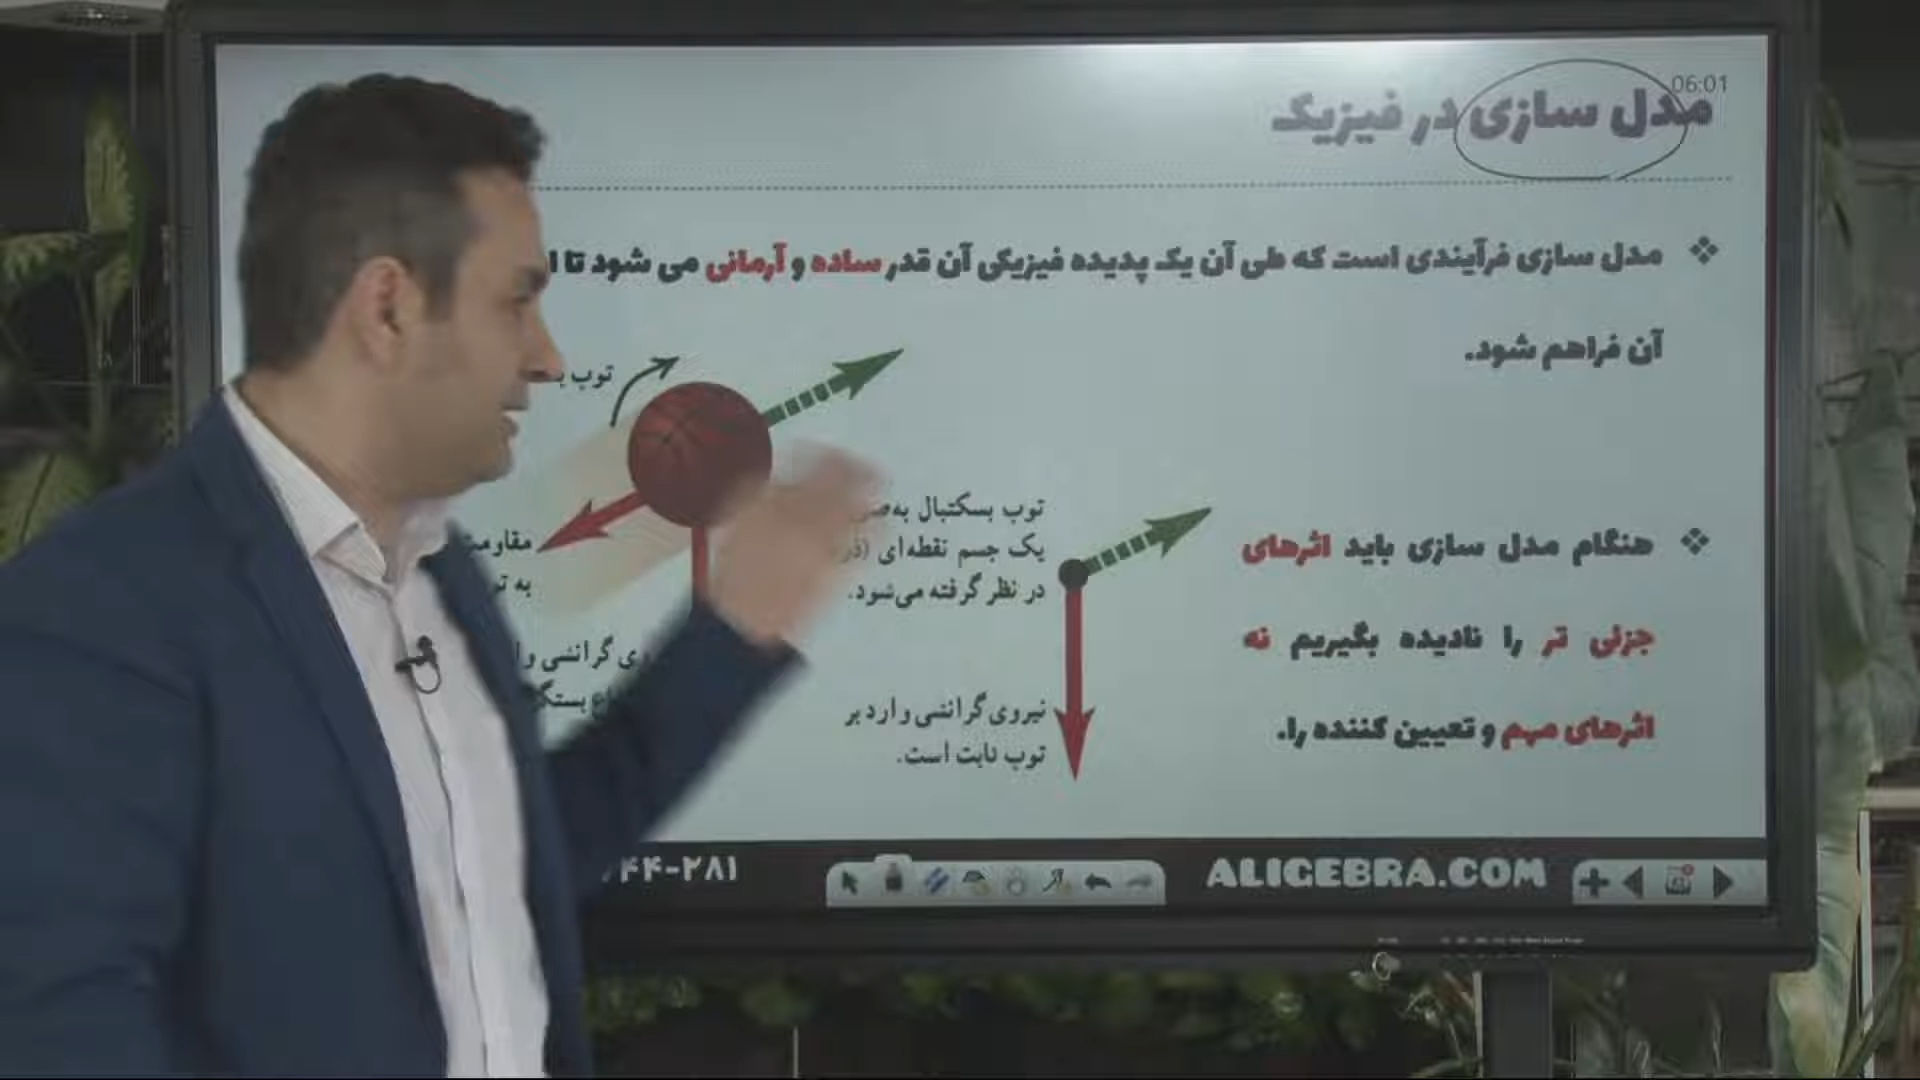 06:01
مدل سازی در فیزیک
مدل سازی فرآیندی است که طی آن یک پدیده فیزیکی آن قدر ساده و آرمانی می شود تا
آن فراهم شود.
توب
توب بسکتبال
یک جسم نقطه‌ای
در نظر گرفته می‌شود.
به
گرانشی
هنگام مدل سازی باید اثرهای
جزئی تر را نادیده بگیریم نه
اثرهای مهم و تعیین کننده را.
نیروی گرانشی وارد بر
توب ثابت است.
۴۴-۲۸۱
ALIGEBRA.COM